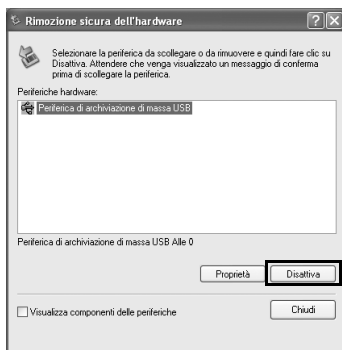 Rimozione sicura dell'hardware
Selezionare la periferica da scollegare o da rimuovere e quindi fare clic su
Disattiva. Attendere che venga visualizzato un messaggio di conferma
prima di scollegare la periferica.
Periferiche hardware:
Periferica di archiviazione di massa USB
Periferica di archiviazione di massa USB Alle 0
Proprietà Disattiva
Visualizza componenti delle periferiche Chiudi